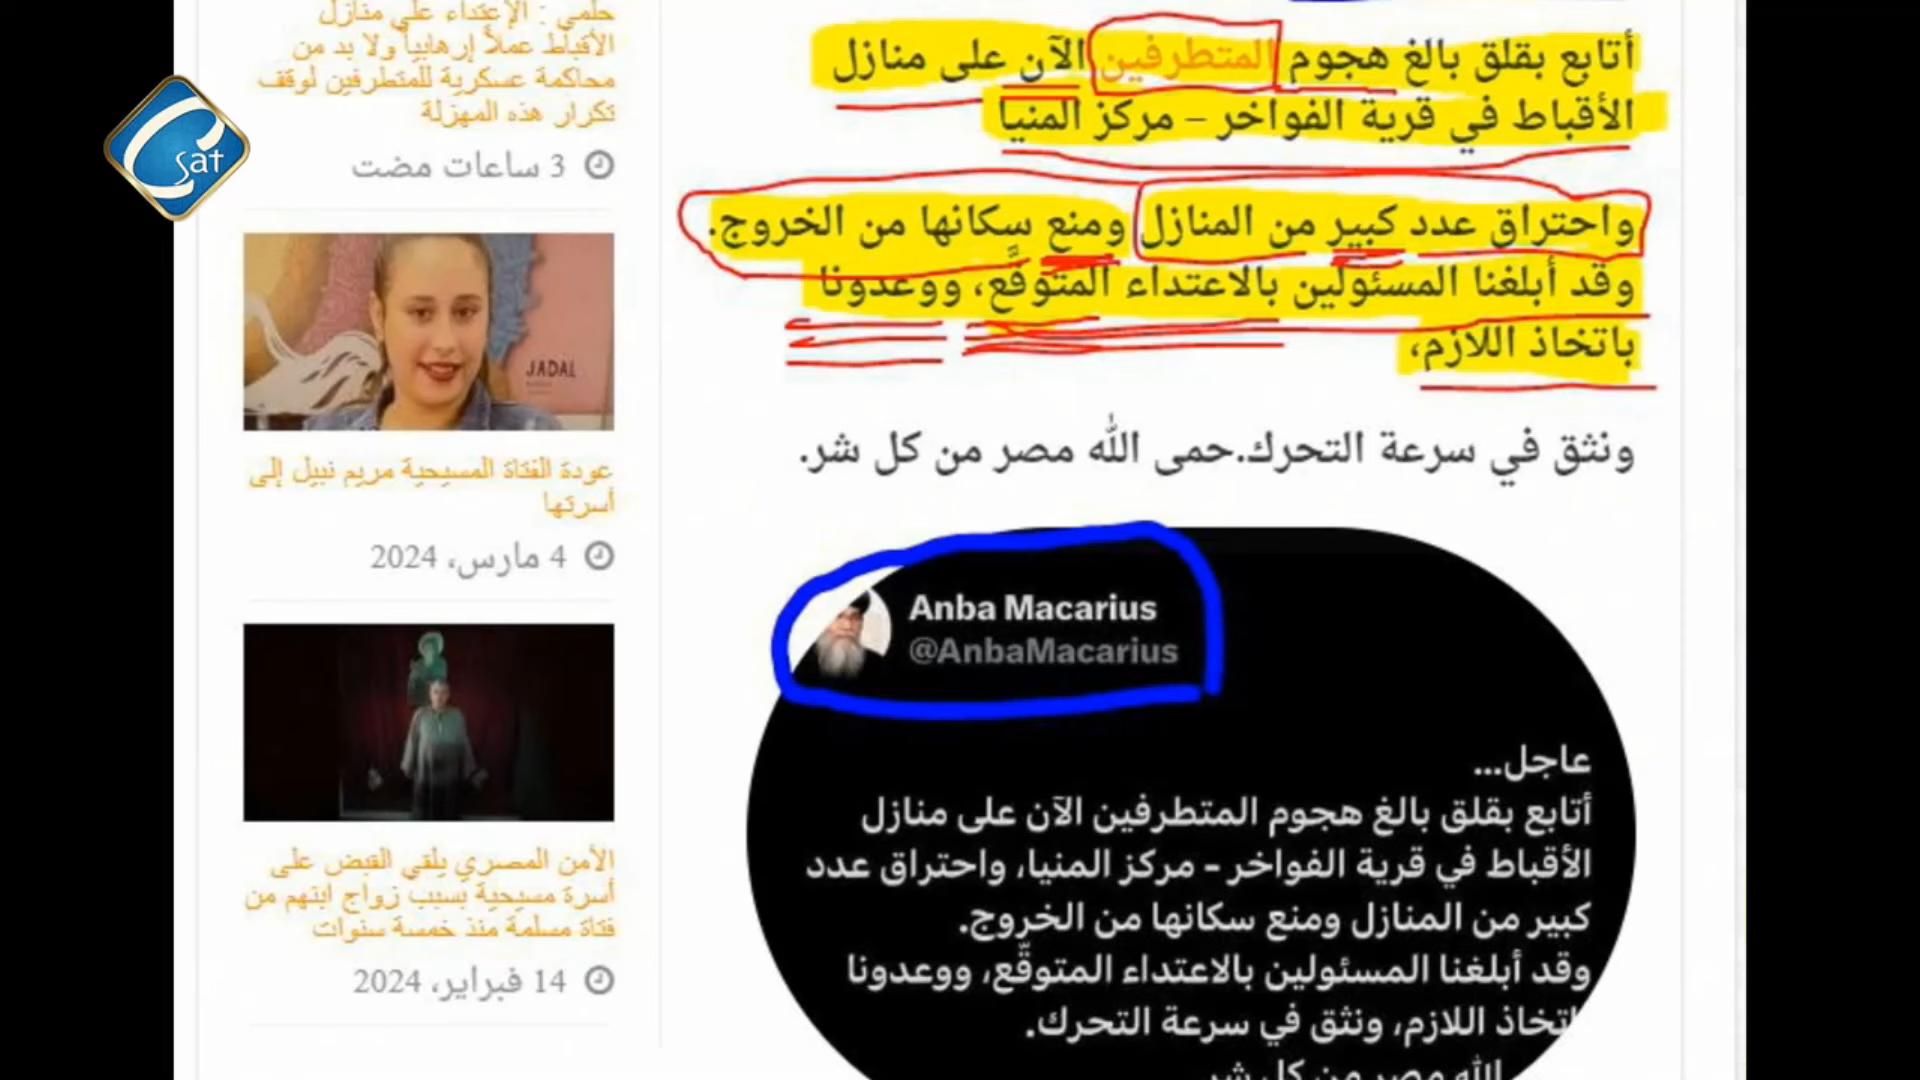 أتابع بقلق بالغ هجوم المتطرفين الآن على منازل
الأقباط في قرية الفواخر – مركز المنيا
واحتراق عدد كبير من المنازل ومنع سكانها من الخروج.
وقد أبلغنا المسئولين بالاعتداء المتوقَّع، ووعدونا
باتخاذ اللازم،
ونثق في سرعة التحرك.حمى الله مصر من كل شر.
Anba Macarius
@AnbaMacarius
عاجل...
أتابع بقلق بالغ هجوم المتطرفين الآن على منازل
الأقباط في قرية الفواخر - مركز المنيا، واحتراق عدد
كبير من المنازل ومنع سكانها من الخروج.
وقد أبلغنا المسئولين بالاعتداء المتوقَّع، ووعدونا
اتخاذ اللازم، ونثق في سرعة التحرك.
الله مصر من كل شر
حلمي : الإعتداء على منازل
الأقباط عملاً إرهابياً ولا بد من
محاكمة عسكرية للمتطرفين لوقف
تكرار هذه المهزلة
3 ساعات مضت
JADAL
عودة الفتاة المسيحية مريم نبيل إلى
أسرتها
4 مارس، 2024
الأمن المصري يلقي القبض على
أسرة مسيحية بسبب زواج ابنهم من
فتاة مسلمة منذ خمسة سنوات
14 فبراير، 2024
C sat